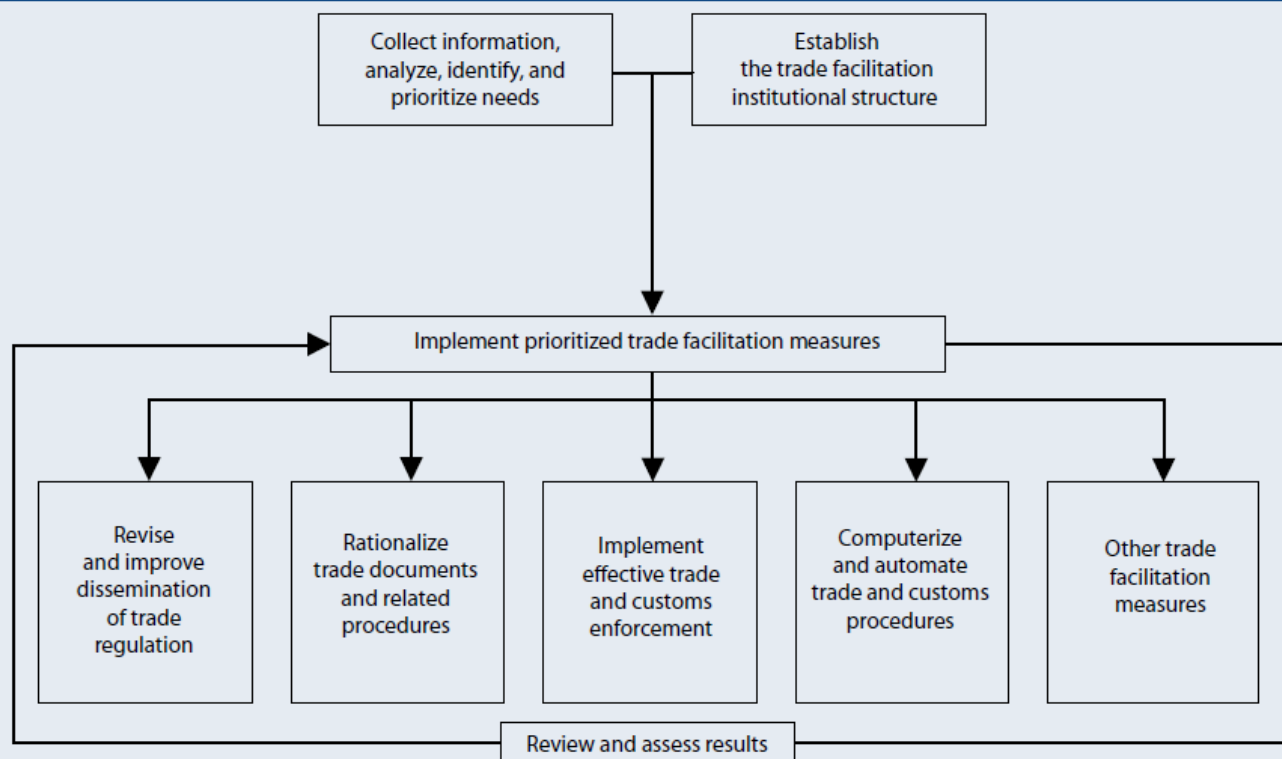 Collect information,
analyze, identify, and
prioritize needs
Establish
the trade facilitation
institutional structure
Implement prioritized trade facilitation measures
Revise
and improve
dissemination
of trade
regulation
Rationalize
trade documents
and related
procedures
Implement
effective trade
and customs
enforcement
Computerize
and automate
trade and customs
procedures
Other trade
facilitation
measures
Review and assess results